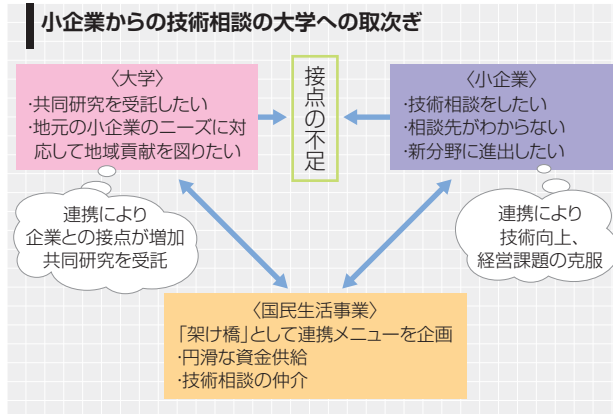 小企業からの技術相談の大学への取次ぎ
〈大学〉
･共同研究を受託したい
･地元の小企業のニーズに対
応して地域貢献を図りたい
接点の不足
〈小企業〉
･技術相談をしたい
･相談先がわからない
･新分野に進出したい
連携により
企業との接点が増加
共同研究を受託
連携により
技術向上、
経営課題の克服
〈国民生活事業〉
「架け橋」として連携メニューを企画
･円滑な資金供給
･技術相談の仲介